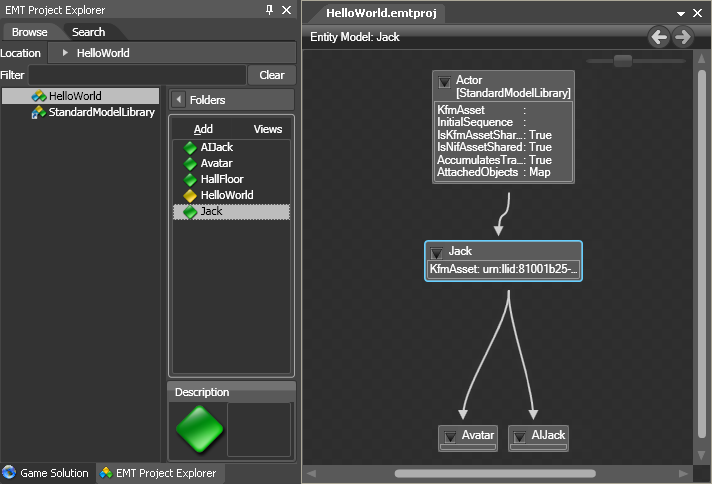 EMT Project Explorer
Browse
Search
Location
HelloWorld
Filter
Clear
HelloWorld
StandardModelLibrary
Folders
Add
Views
AIJack
Avatar
HallFloor
HelloWorld
Jack
Description
Game Solution
EMT Project Explorer
HelloWorld.emtproj
Entity Model: Jack
Actor
[StandardModelLibrary]
KfmAsset :
InitialSequence :
IsKfmAssetShar...: True
IsNifAssetShared: True
AccumulatesTra...: True
AttachedObjects : Map
Jack
KfmAsset: urn:llid:81001b25-...
Avatar
AIJack